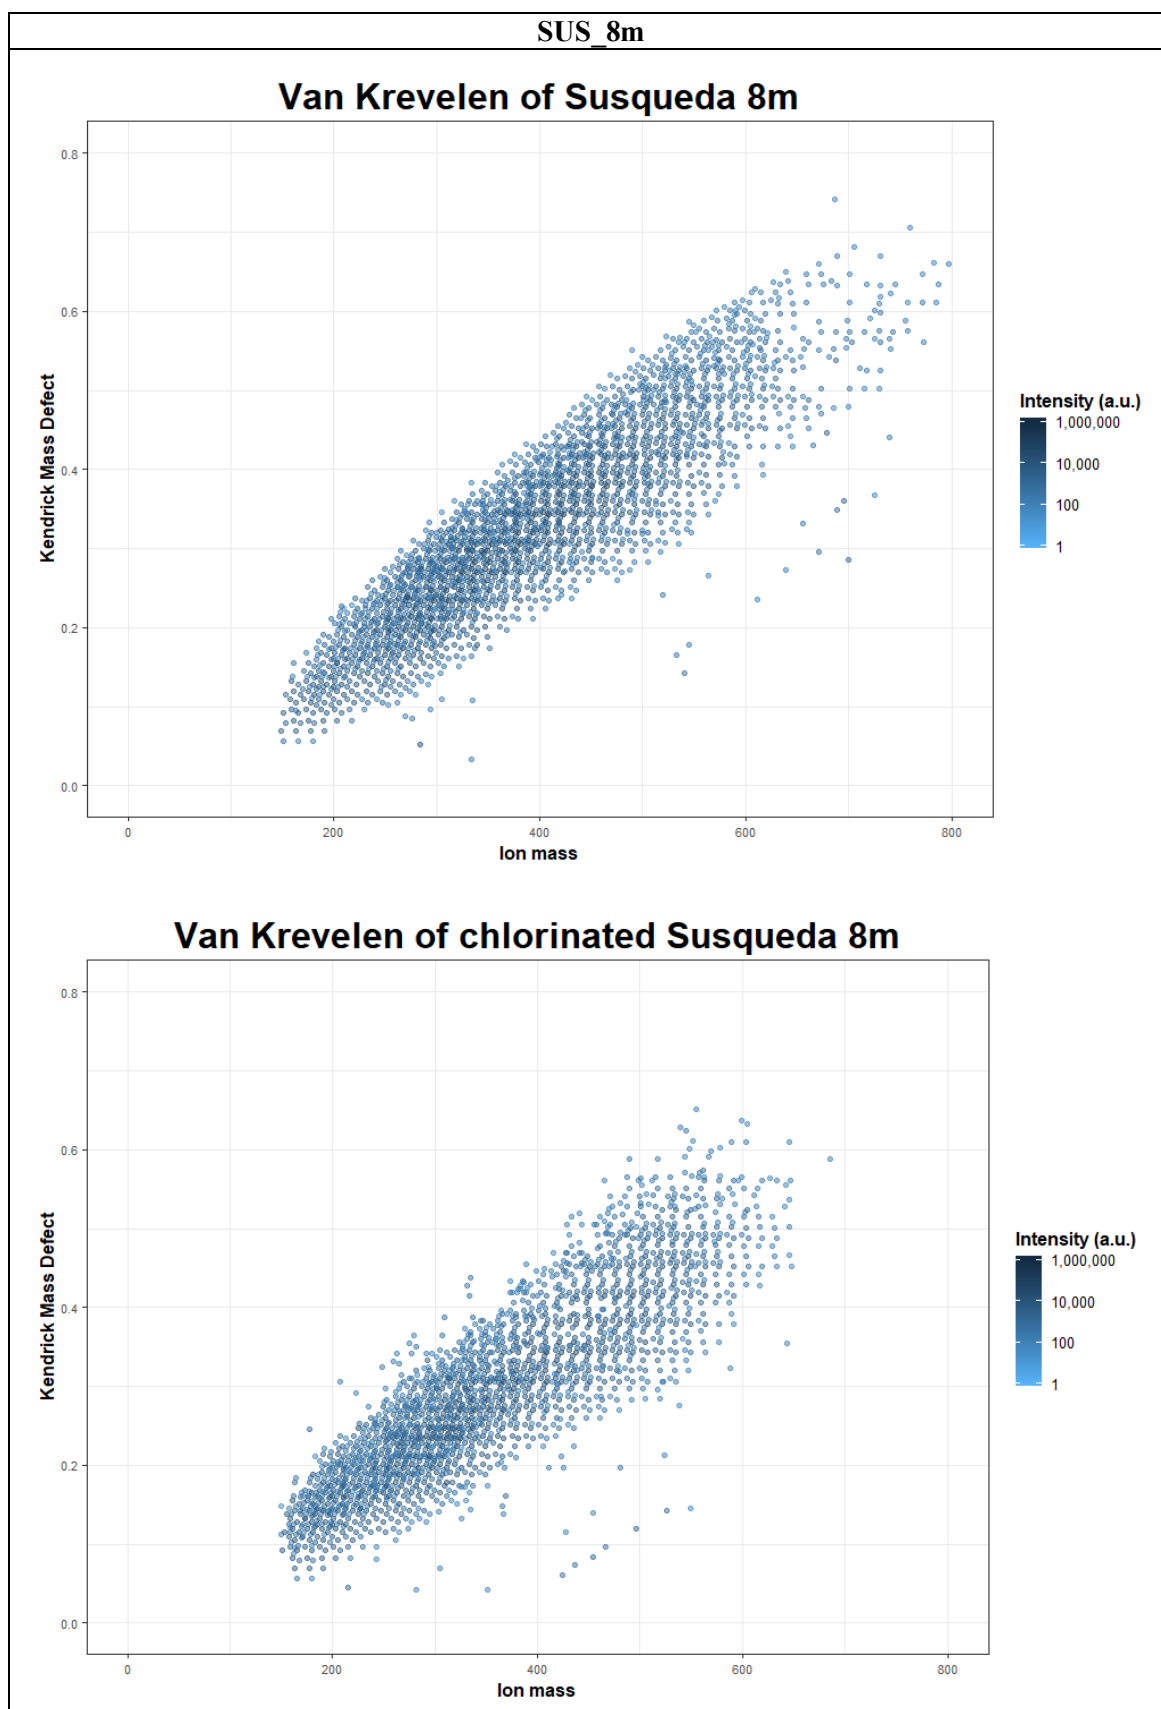 SUS_8m
Van Krevelen of Susqueda 8m
0.8
0.6
0.4
0.2
0.0
Kendrick Mass Defect
0 200 400 600 800
Ion mass
Intensity (a.u.)
1,000,000
10,000
100
1
Van Krevelen of chlorinated Susqueda 8m
0.8
0.6
0.4
0.2
0.0
Kendrick Mass Defect
0 200 400 600 800
Ion mass
Intensity (a.u.)
1,000,000
10,000
100
1